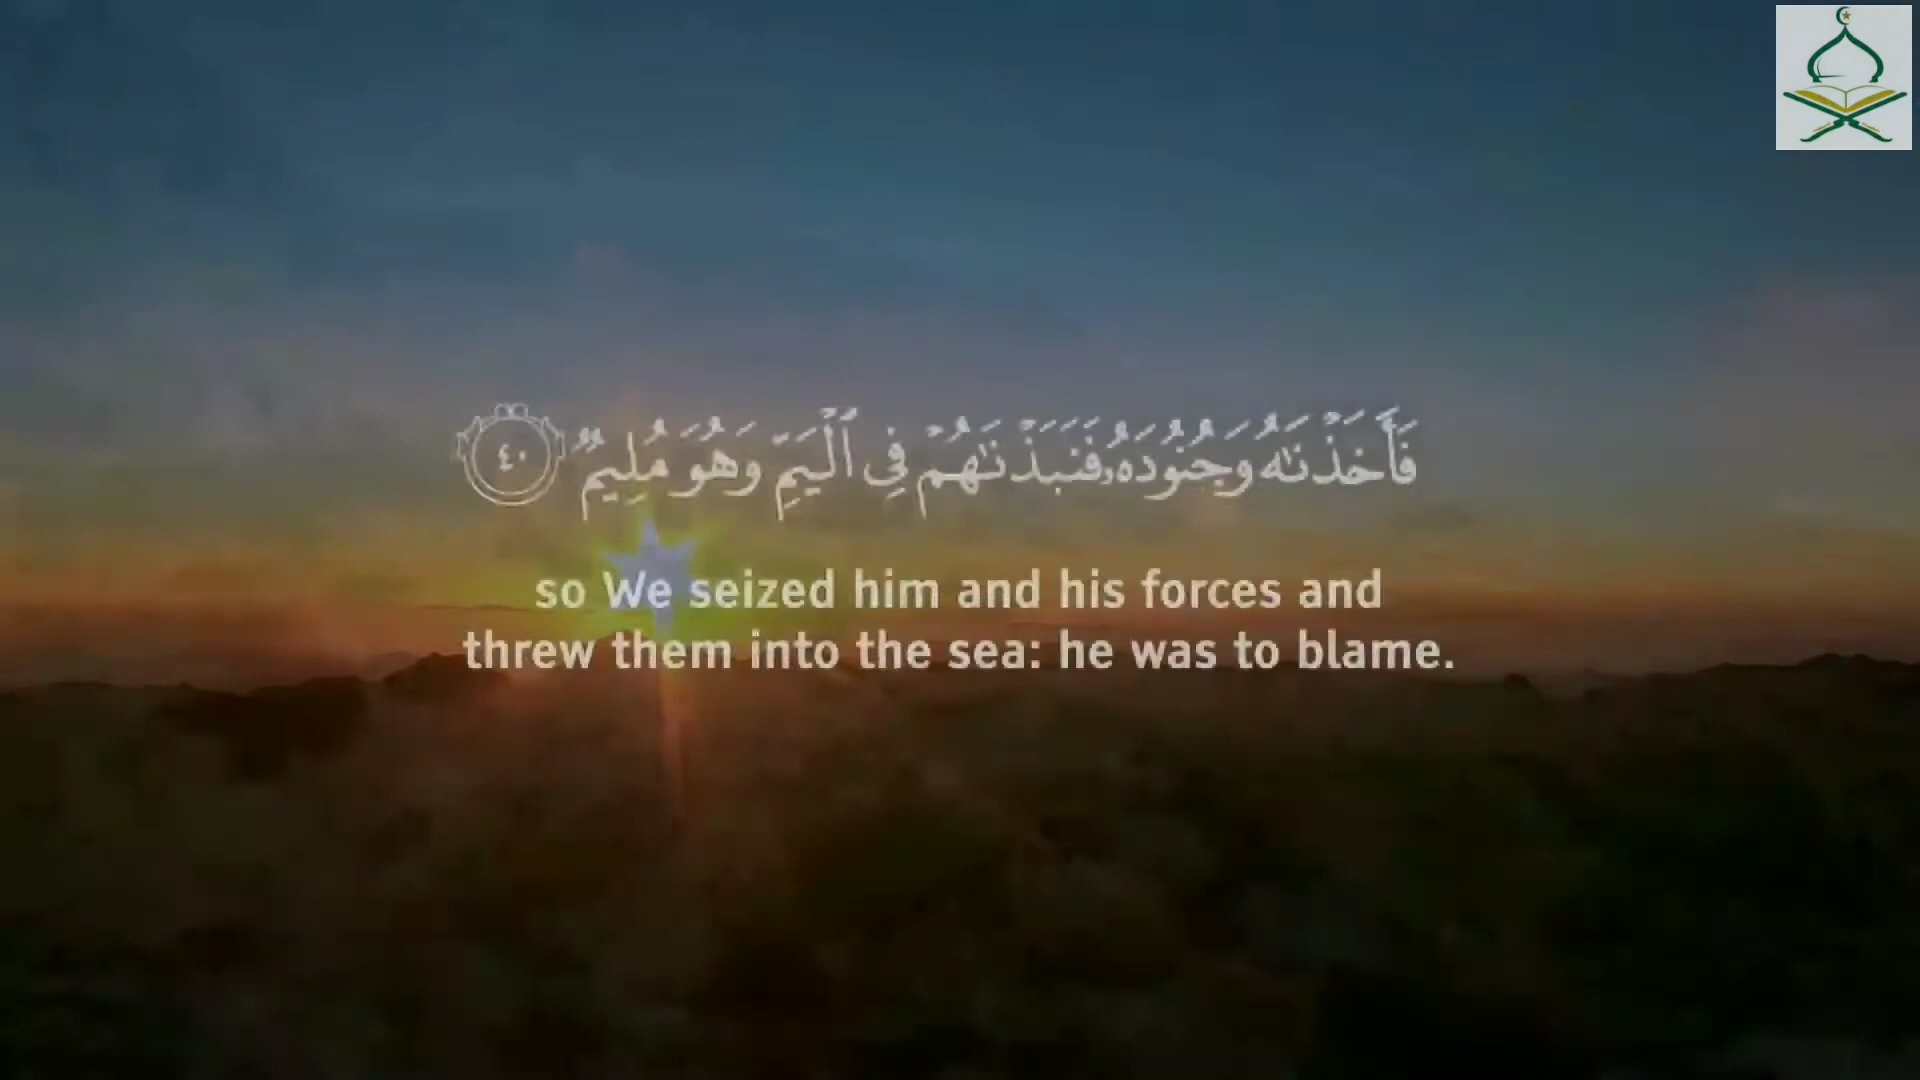 فَأَخَذْنَـٰهُ وَجُنُودَهُۥ فَنَبَذْنَـٰهُمْ فِى ٱلْيَمِّ وَهُوَ مُلِيمٌ ٤٠
so We seized him and his forces and
threw them into the sea: he was to blame.